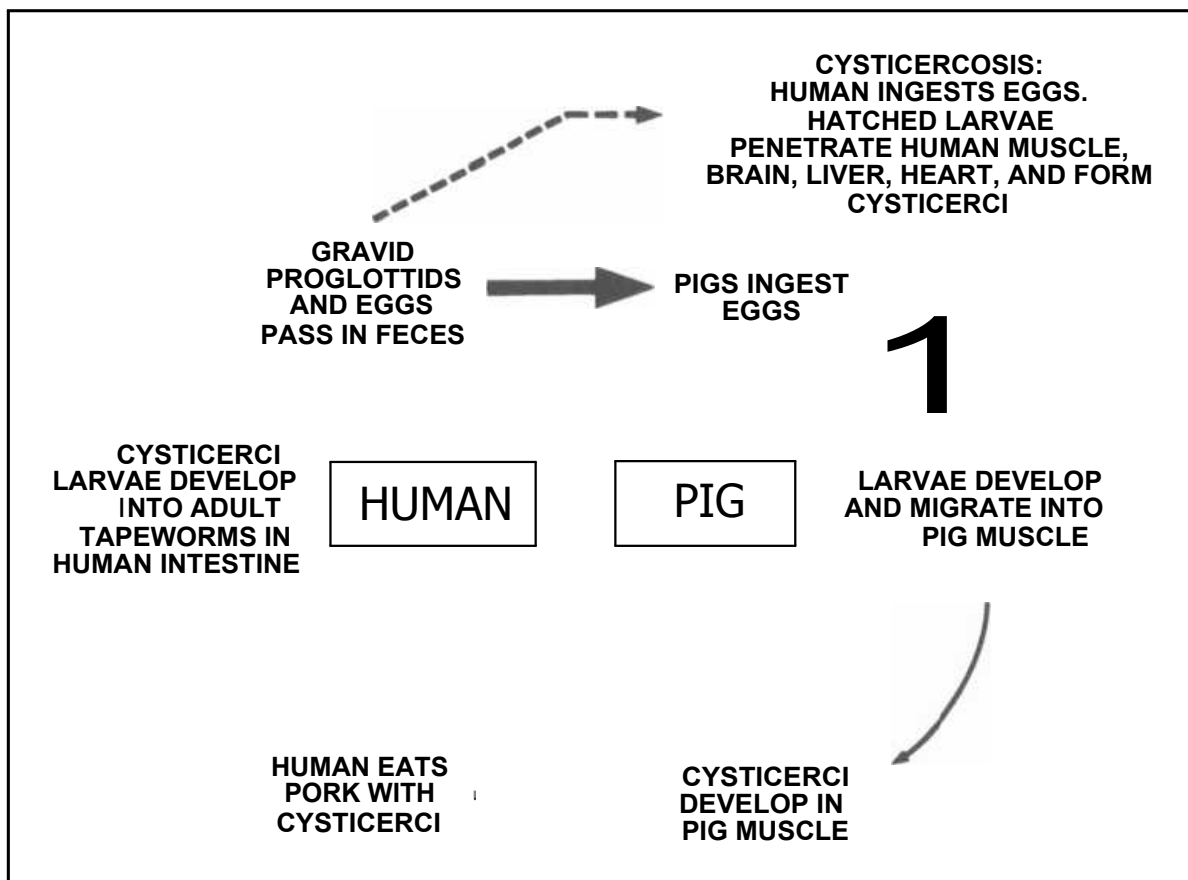 CYSTICERCOSIS:
HUMAN INGESTS EGGS.
HATCHED LARVAE
PENETRATE HUMAN MUSCLE,
BRAIN, LIVER, HEART, AND FORM
CYSTICERCI
GRAVID
PROGLOTTIDS
AND EGGS
PASS IN FECES
PIGS INGEST
EGGS
1
CYSTICERCI
LARVAE DEVELOP
INTO ADULT
TAPEWORMS IN
HUMAN INTESTINE
HUMAN
PIG
LARVAE DEVELOP
AND MIGRATE INTO
PIG MUSCLE
HUMAN EATS
PORK WITH
CYSTICERCI
CYSTICERCI
DEVELOP IN
PIG MUSCLE